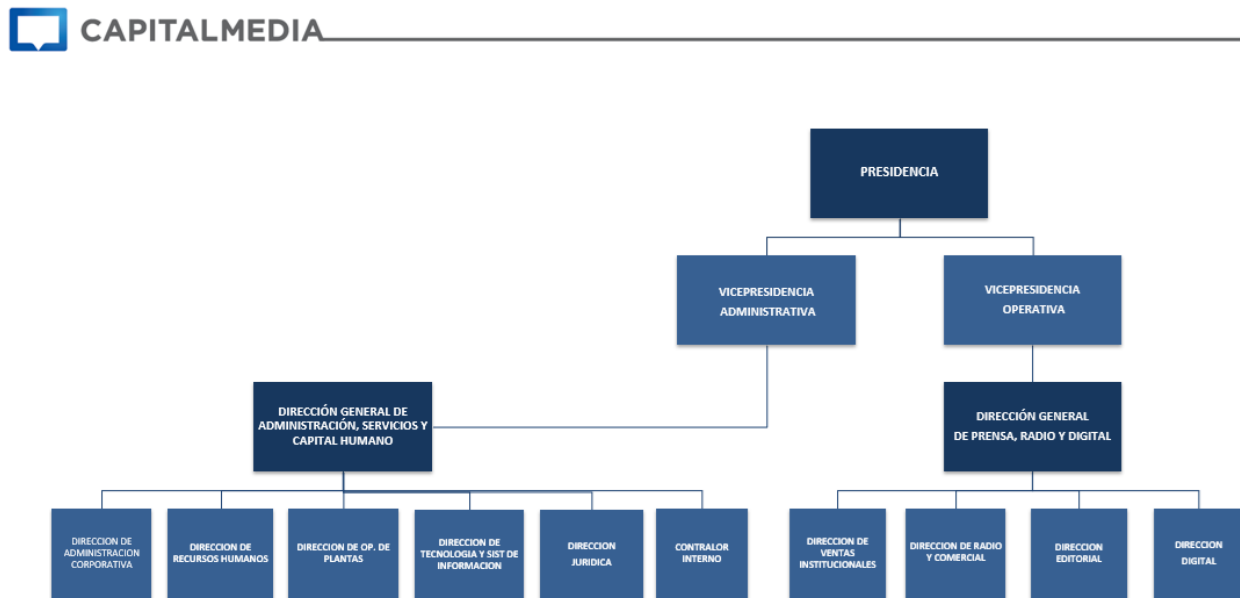 CAPITALMEDIA
PRESIDENCIA
VICEPRESIDENCIA
ADMINISTRATIVA
VICEPRESIDENCIA
OPERATIVA
DIRECCIÓN GENERAL DE
ADMINISTRACIÓN, SERVICIOS Y
CAPITAL HUMANO
DIRECCIÓN GENERAL
DE PRENSA, RADIO Y DIGITAL
DIRECCION DE
ADMINISTRACION
CORPORATIVA
DIRECCION DE
RECURSOS HUMANOS
DIRECCION DE OP. DE
PLANTAS
DIRECCION DE
TECNOLOGIA Y SIST DE
INFORMACION
DIRECCION
JURIDICA
CONTRALOR
INTERNO
DIRECCION DE
VENTAS
INSTITUCIONALES
DIRECCION DE RADIO
Y COMERCIAL
DIRECCION
EDITORIAL
DIRECCION
DIGITAL